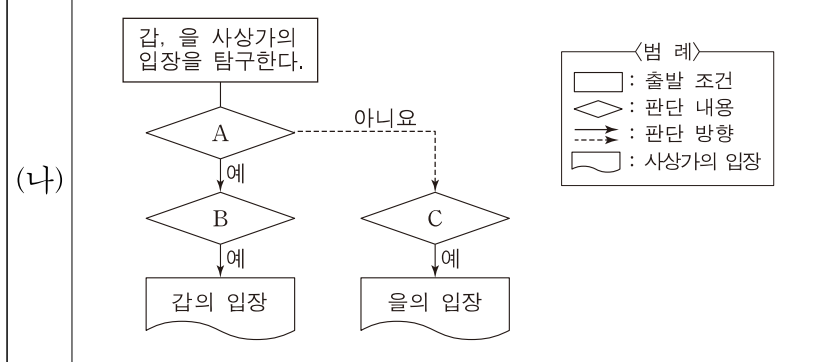 (나)
갑, 을 사상가의
입장을 탐구한다.
A
아니요
예
B
C
예
예
갑의 입장
을의 입장
〈범 례〉
: 출발 조건
: 판단 내용
: 판단 방향
: 사상가의 입장